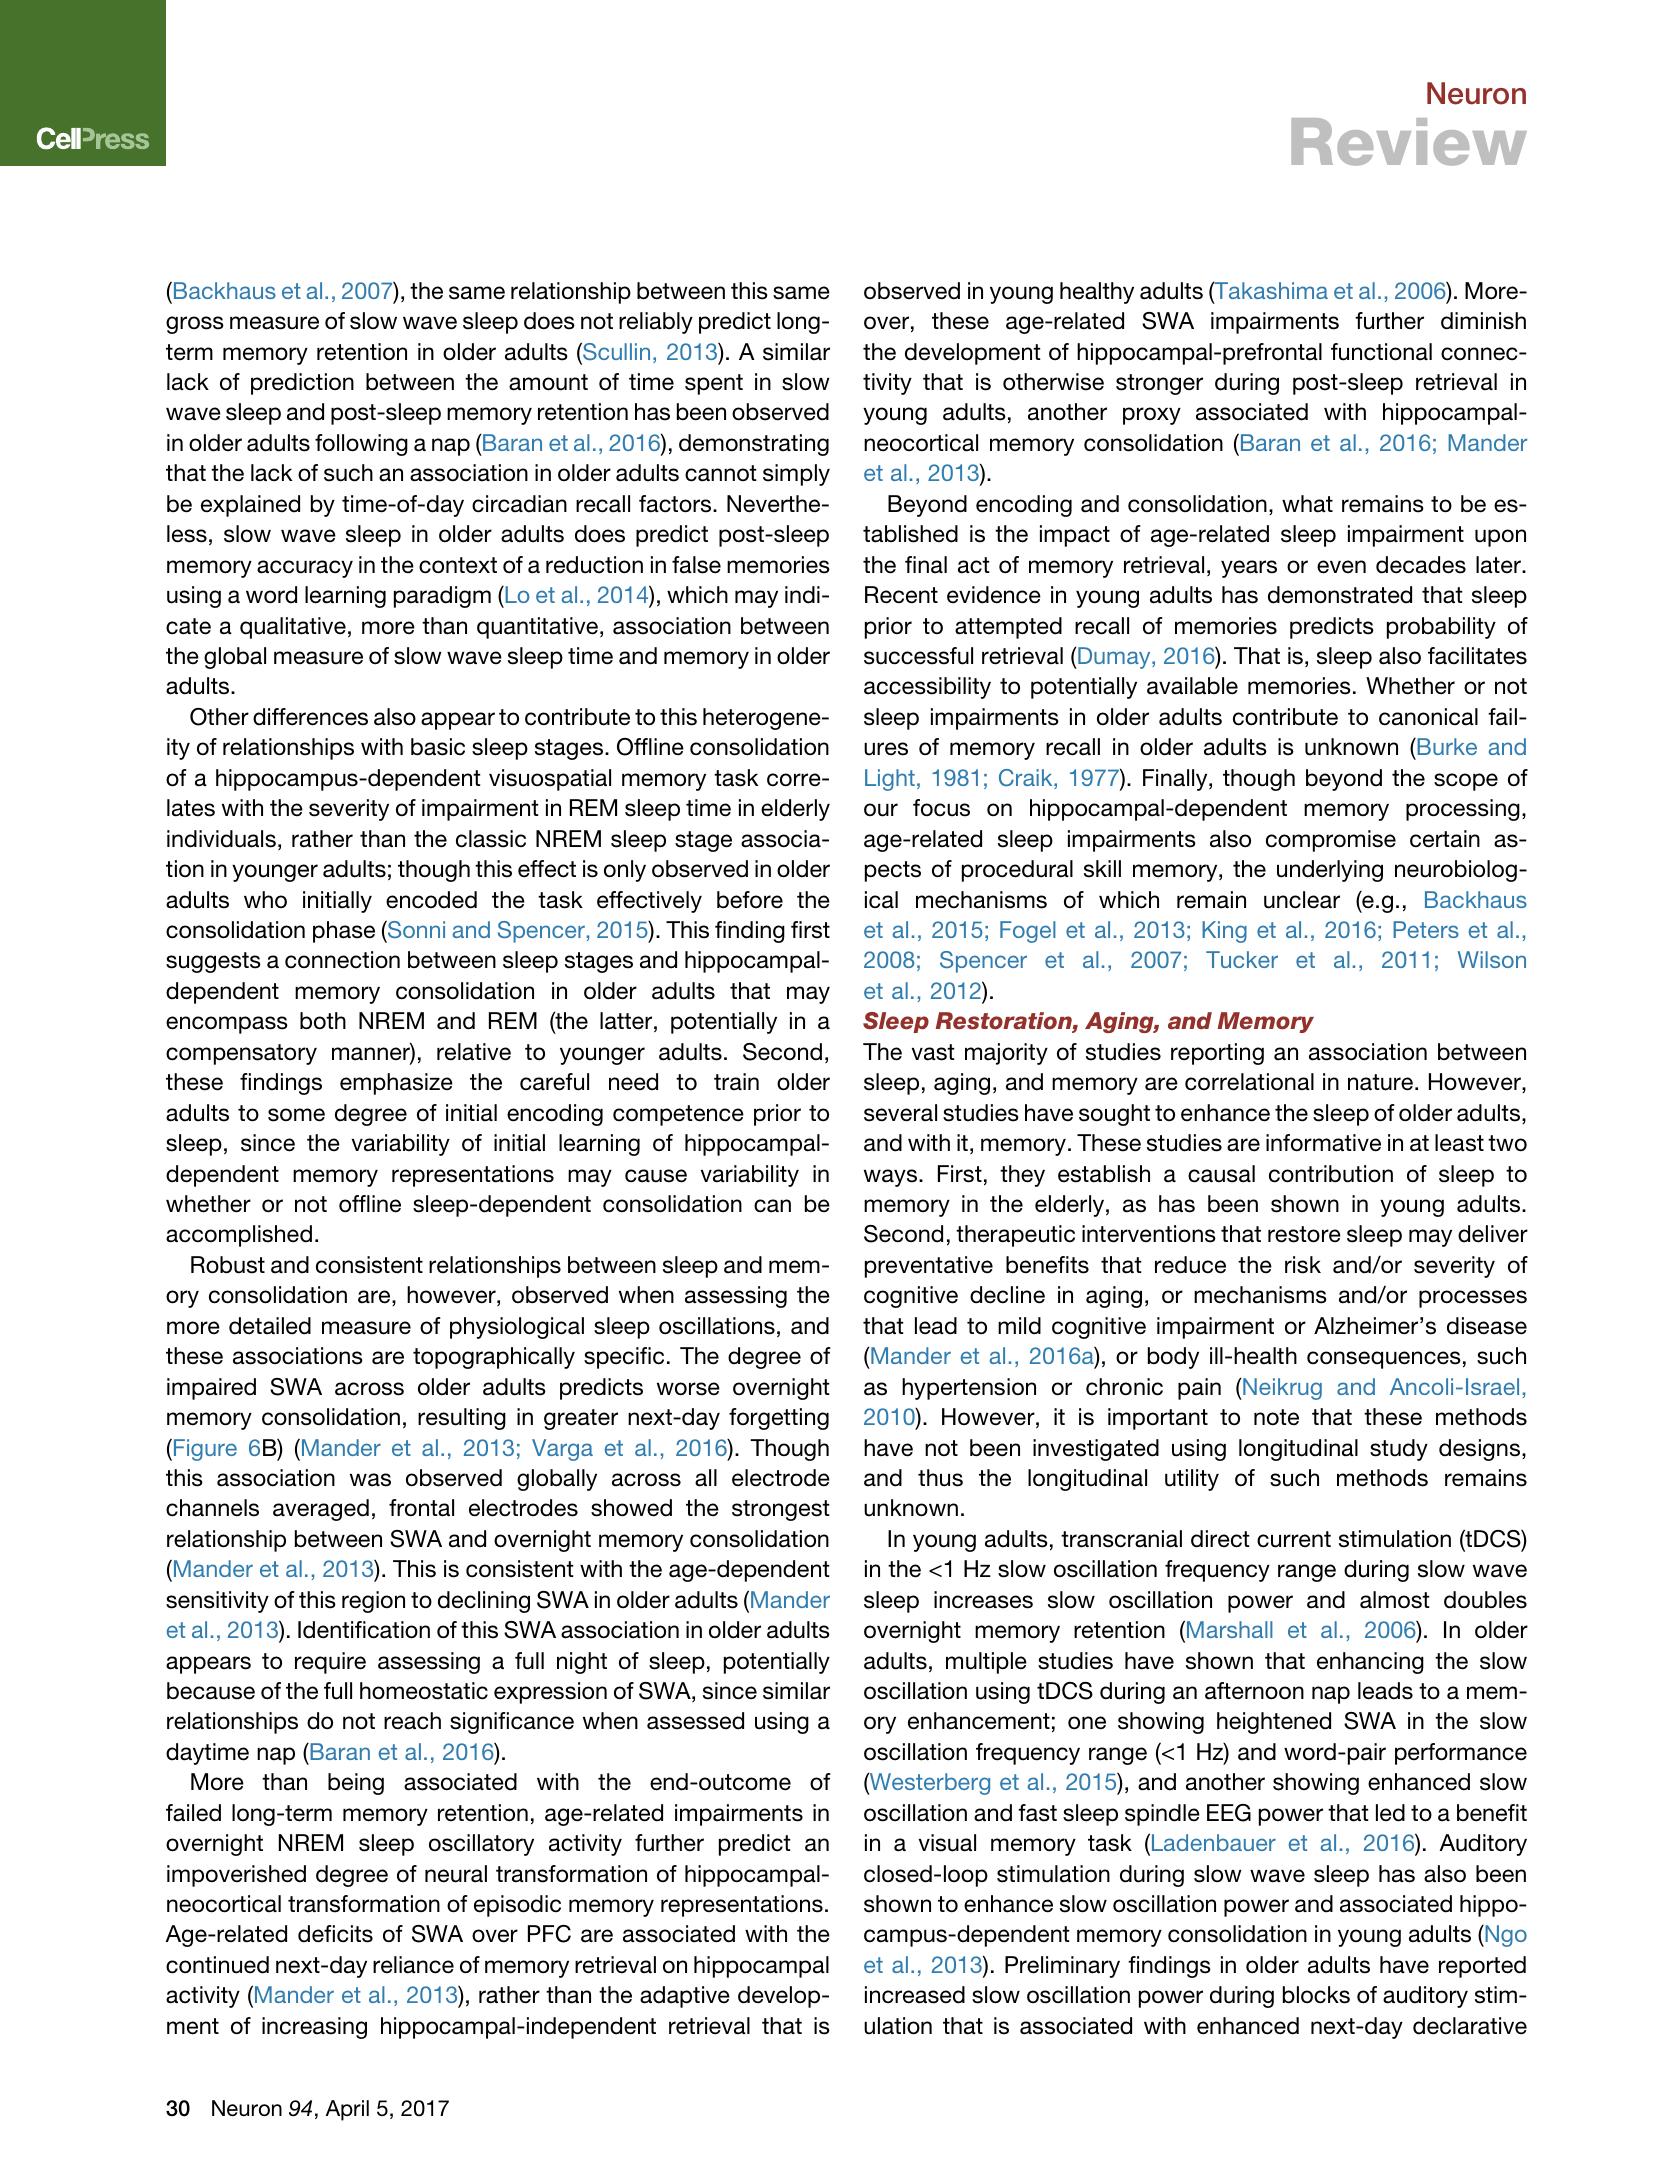 CellPress
Neuron
Review
(Backhaus et al., 2007), the same relationship between this same
gross measure of slow wave sleep does not reliably predict long-
term memory retention in older adults (Scullin, 2013). A similar
lack of prediction between the amount of time spent in slow
wave sleep and post-sleep memory retention has been observed
in older adults following a nap (Baran et al., 2016), demonstrating
that the lack of such an association in older adults cannot simply
be explained by time-of-day circadian recall factors. Neverthe-
less, slow wave sleep in older adults does predict post-sleep
memory accuracy in the context of a reduction in false memories
using a word learning paradigm (Lo et al., 2014), which may indi-
cate a qualitative, more than quantitative, association between
the global measure of slow wave sleep time and memory in older
adults.
Other differences also appear to contribute to this heterogene-
ity of relationships with basic sleep stages. Offline consolidation
of a hippocampus-dependent visuospatial memory task corre-
lates with the severity of impairment in REM sleep time in elderly
individuals, rather than the classic NREM sleep stage associa-
tion in younger adults; though this effect is only observed in older
adults who initially encoded the task effectively before the
consolidation phase (Sonni and Spencer, 2015). This finding first
suggests a connection between sleep stages and hippocampal-
dependent memory consolidation in older adults that may
encompass both NREM and REM (the latter, potentially in a
compensatory manner), relative to younger adults. Second,
these findings emphasize the careful need to train older
adults to some degree of initial encoding competence prior to
sleep, since the variability of initial learning of hippocampal-
dependent memory representations may cause variability in
whether or not offline sleep-dependent consolidation can be
accomplished.
Robust and consistent relationships between sleep and mem-
ory consolidation are, however, observed when assessing the
more detailed measure of physiological sleep oscillations, and
these associations are topographically specific. The degree of
impaired SWA across older adults predicts worse overnight
memory consolidation, resulting in greater next-day forgetting
(Figure 6B) (Mander et al., 2013; Varga et al., 2016). Though
this association was observed globally across all electrode
channels averaged, frontal electrodes showed the strongest
relationship between SWA and overnight memory consolidation
(Mander et al., 2013). This is consistent with the age-dependent
sensitivity of this region to declining SWA in older adults (Mander
et al., 2013). Identification of this SWA association in older adults
appears to require assessing a full night of sleep, potentially
because of the full homeostatic expression of SWA, since similar
relationships do not reach significance when assessed using a
daytime nap (Baran et al., 2016).
More than being associated with the end-outcome of
failed long-term memory retention, age-related impairments in
overnight NREM sleep oscillatory activity further predict an
impoverished degree of neural transformation of hippocampal-
neocortical transformation of episodic memory representations.
Age-related deficits of SWA over PFC are associated with the
continued next-day reliance of memory retrieval on hippocampal
activity (Mander et al., 2013), rather than the adaptive develop-
ment of increasing hippocampal-independent retrieval that is
observed in young healthy adults (Takashima et al., 2006). More-
over, these age-related SWA impairments further diminish
the development of hippocampal-prefrontal functional connec-
tivity that is otherwise stronger during post-sleep retrieval in
young adults, another proxy associated with hippocampal-
neocortical memory consolidation (Baran et al., 2016; Mander
et al., 2013).
Beyond encoding and consolidation, what remains to be es-
tablished is the impact of age-related sleep impairment upon
the final act of memory retrieval, years or even decades later.
Recent evidence in young adults has demonstrated that sleep
prior to attempted recall of memories predicts probability of
successful retrieval (Dumay, 2016). That is, sleep also facilitates
accessibility to potentially available memories. Whether or not
sleep impairments in older adults contribute to canonical fail-
ures of memory recall in older adults is unknown (Burke and
Light, 1981; Craik, 1977). Finally, though beyond the scope of
our focus on hippocampal-dependent memory processing,
age-related sleep impairments also compromise certain as-
pects of procedural skill memory, the underlying neurobiolog-
ical mechanisms of which remain unclear (e.g., Backhaus
et al., 2015; Fogel et al., 2013; King et al., 2016; Peters et al.,
2008; Spencer et al., 2007; Tucker et al., 2011; Wilson
et al., 2012).
Sleep Restoration, Aging, and Memory
The vast majority of studies reporting an association between
sleep, aging, and memory are correlational in nature. However,
several studies have sought to enhance the sleep of older adults,
and with it, memory. These studies are informative in at least two
ways. First, they establish a causal contribution of sleep to
memory in the elderly, as has been shown in young adults.
Second, therapeutic interventions that restore sleep may deliver
preventative benefits that reduce the risk and/or severity of
cognitive decline in aging, or mechanisms and/or processes
that lead to mild cognitive impairment or Alzheimer's disease
(Mander et al., 2016a), or body ill-health consequences, such
as hypertension or chronic pain (Neikrug and Ancoli-Israel,
2010). However, it is important to note that these methods
have not been investigated using longitudinal study designs,
and thus the longitudinal utility of such methods remains
unknown.
In young adults, transcranial direct current stimulation (tDCS)
in the <1 Hz slow oscillation frequency range during slow wave
sleep increases slow oscillation power and almost doubles
overnight memory retention (Marshall et al., 2006). In older
adults, multiple studies have shown that enhancing the slow
oscillation using tDCS during an afternoon nap leads to a mem-
ory enhancement; one showing heightened SWA in the slow
oscillation frequency range (<1 Hz) and word-pair performance
(Westerberg et al., 2015), and another showing enhanced slow
oscillation and fast sleep spindle EEG power that led to a benefit
in a visual memory task (Ladenbauer et al., 2016). Auditory
closed-loop stimulation during slow wave sleep has also been
shown to enhance slow oscillation power and associated hippo-
campus-dependent memory consolidation in young adults (Ngo
et al., 2013). Preliminary findings in older adults have reported
increased slow oscillation power during blocks of auditory stim-
ulation that is associated with enhanced next-day declarative
30 Neuron 94, April 5, 2017